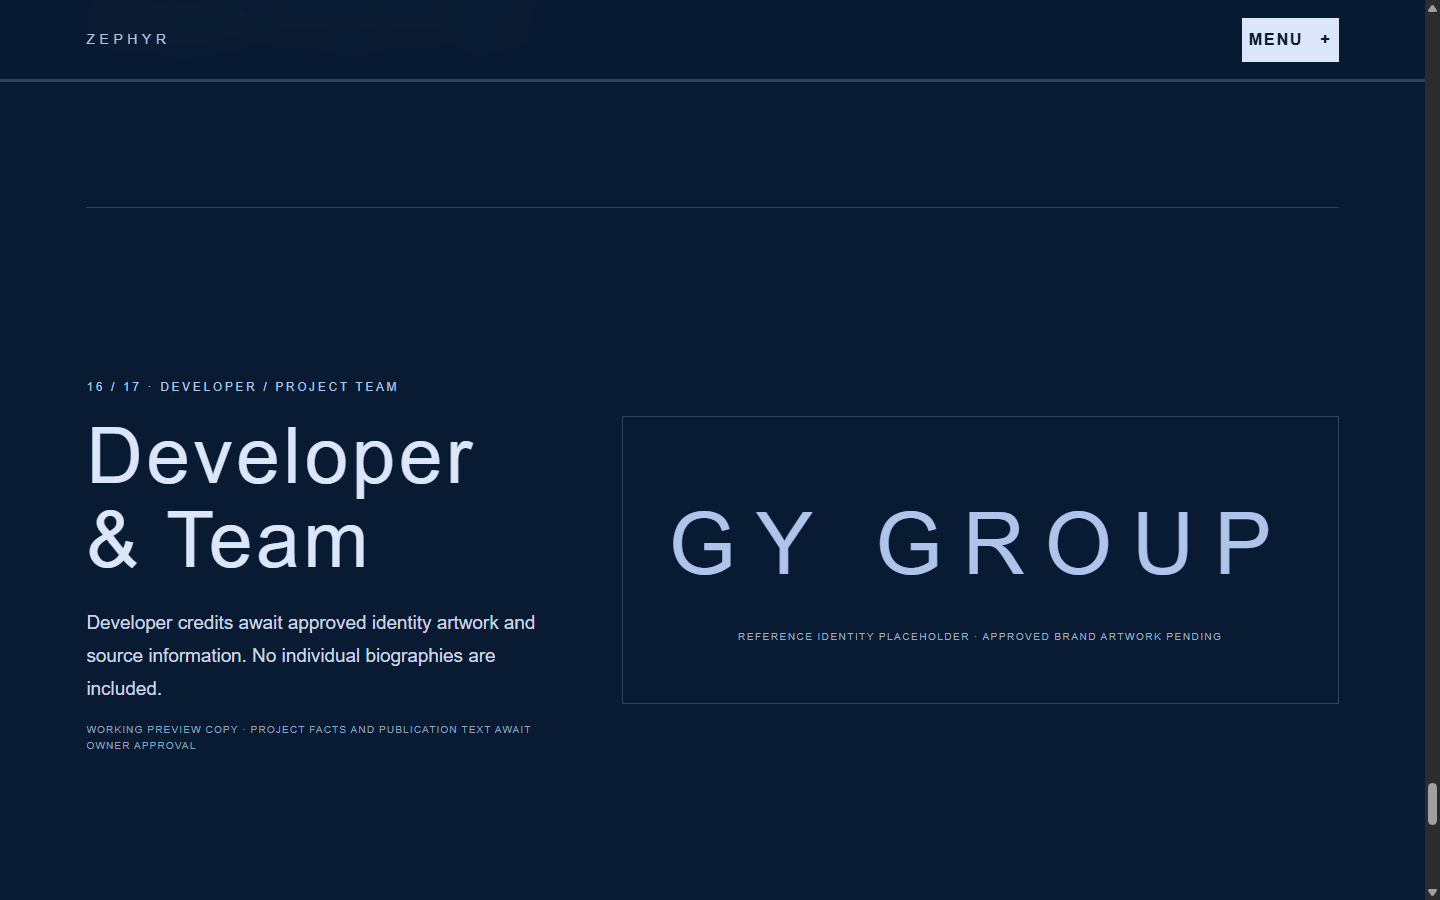 ZEPHYR
MENU +
16 / 17 · DEVELOPER / PROJECT TEAM
Developer
& Team
Developer credits await approved identity artwork and
source information. No individual biographies are
included.
WORKING PREVIEW COPY · PROJECT FACTS AND PUBLICATION TEXT AWAIT
OWNER APPROVAL
GY GROUP
REFERENCE IDENTITY PLACEHOLDER · APPROVED BRAND ARTWORK PENDING